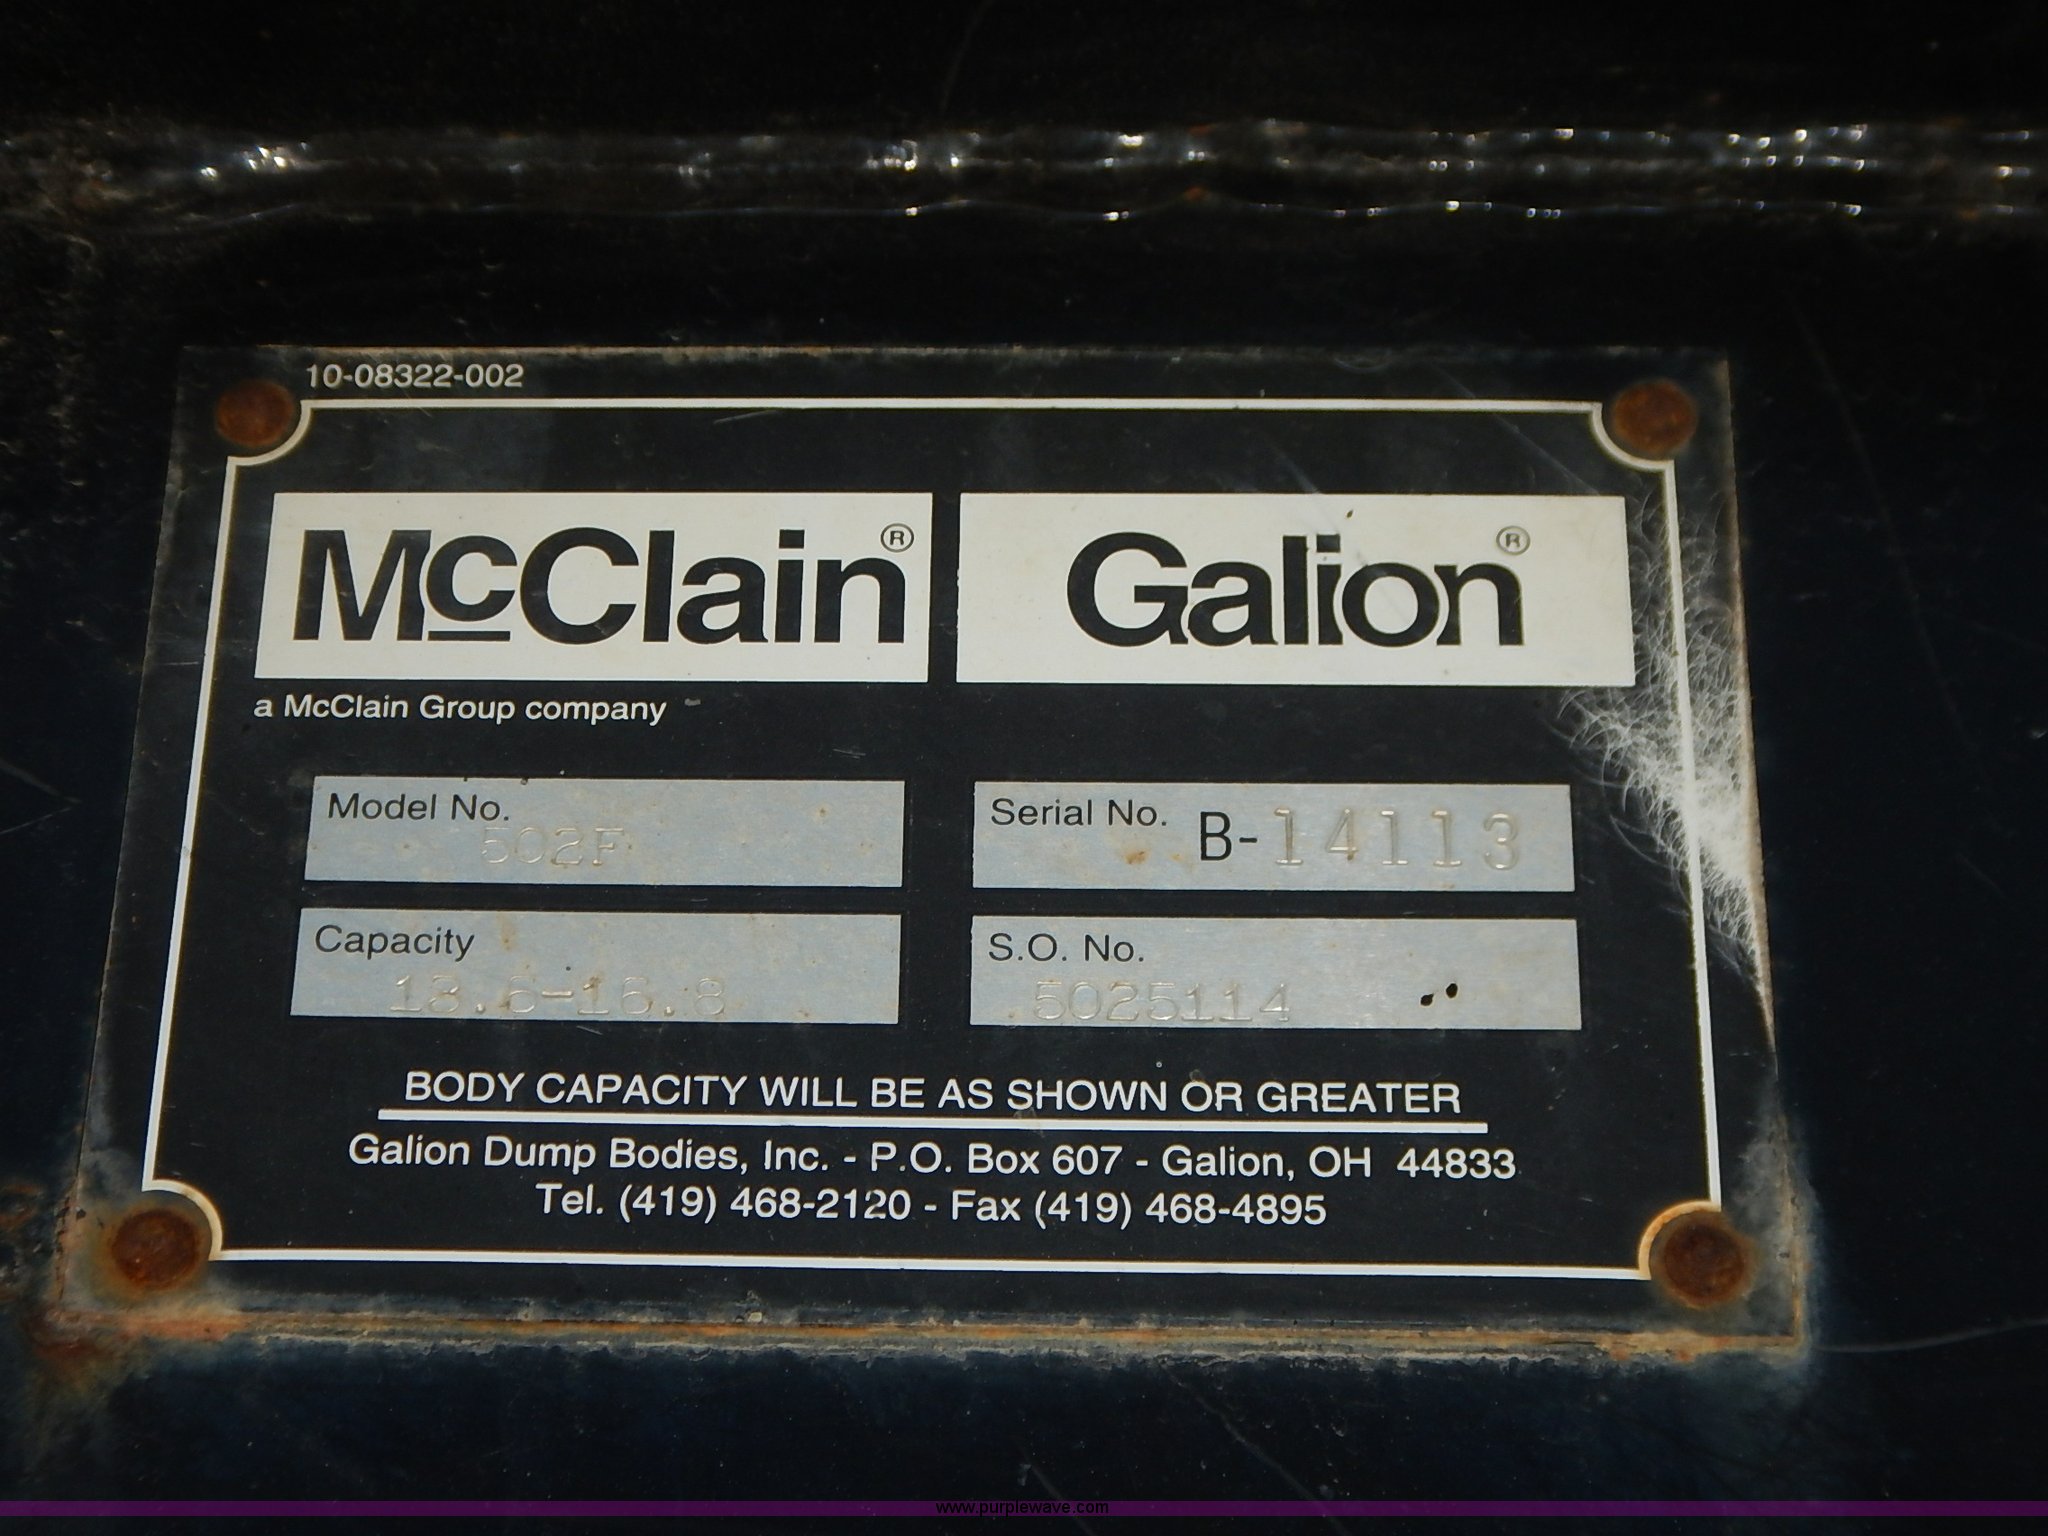 10-08322-002
McClain® Galion®
a McClain Group company
Model No. 502F
Serial No. B-14113
Capacity 13.6-16.8
S.O. No. 5025114
BODY CAPACITY WILL BE AS SHOWN OR GREATER
Galion Dump Bodies, Inc. - P.O. Box 607 - Galion, OH 44833
Tel. (419) 468-2120 - Fax (419) 468-4895
www.purplewave.com